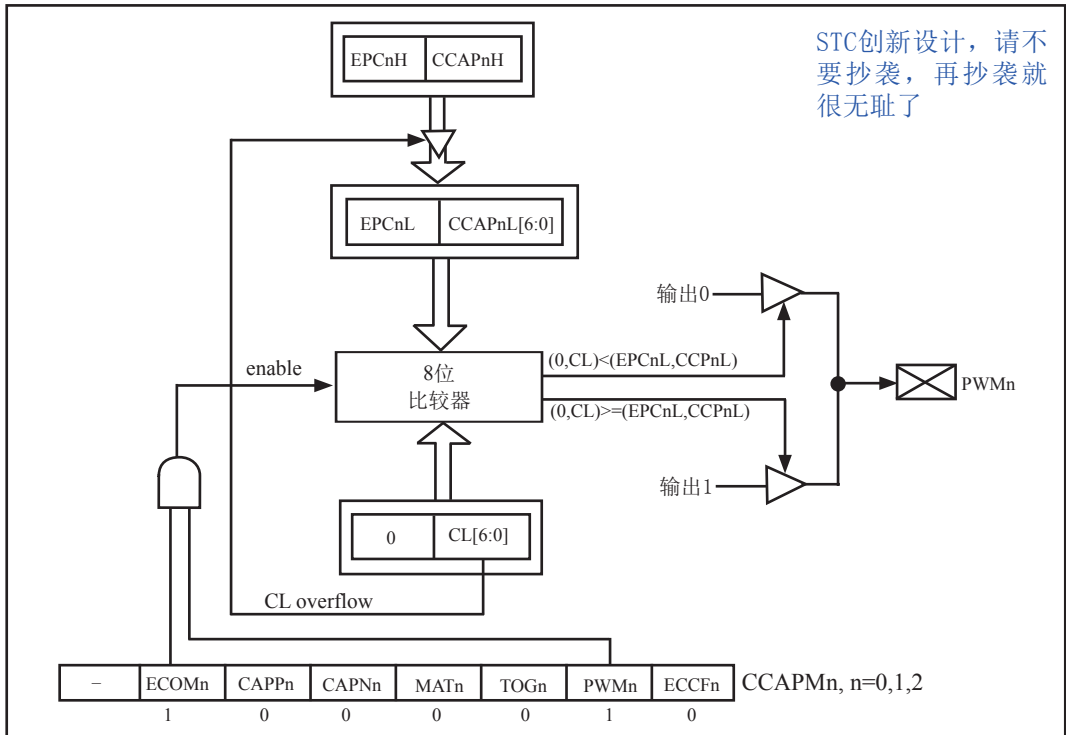 EPCnH CCAPnH
STC创新设计，请不
要抄袭，再抄袭就
很无耻了
EPCnL CCAPnL[6:0]
输出0
enable
8位
比较器
(0,CL)<(EPCnL,CCPnL)
(0,CL)>=(EPCnL,CCPnL)
PWMn
输出1
0 CL[6:0]
CL overflow
– ECOMn CAPPn CAPNn MATn TOGn PWMn ECCFn CCAPMn, n=0,1,2
1 0 0 0 0 1 0